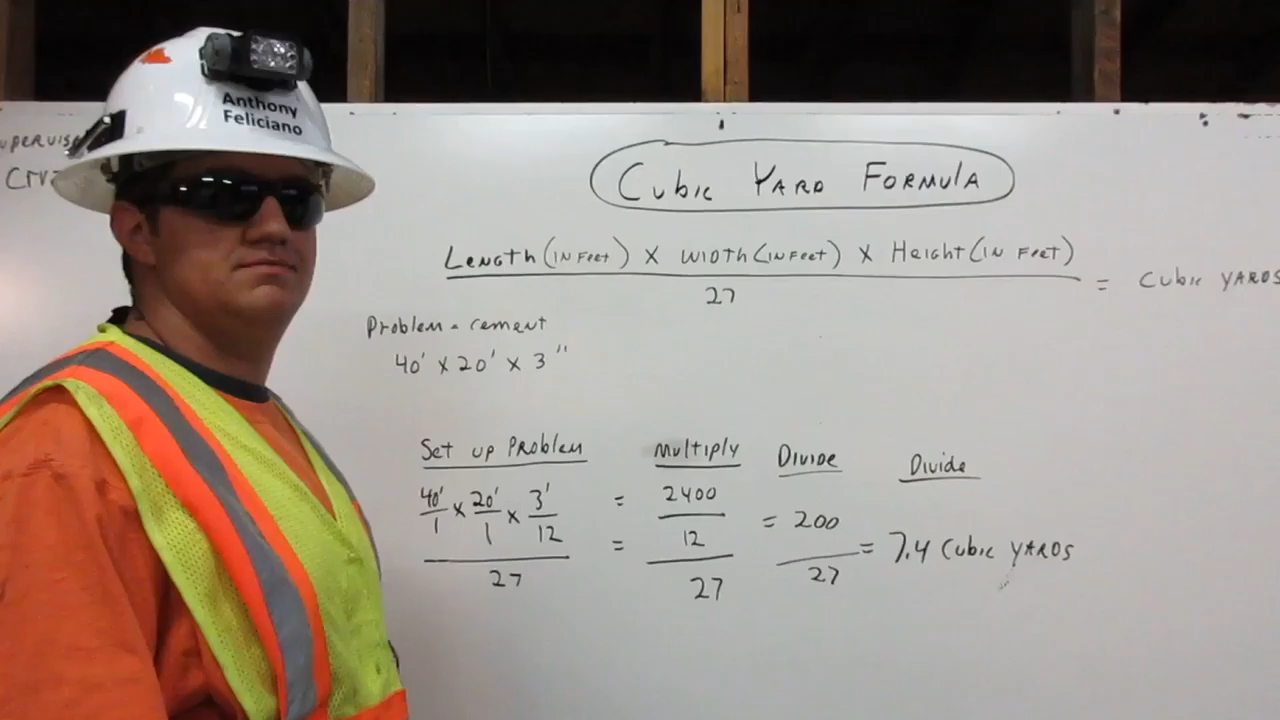 Anthony
Feliciano
CUBIC YARD FORMULA
LENGTH (IN FEET) X WIDTH (IN FEET) X HEIGHT (IN FEET)
27
= CUBIC YARDS
Problem - cement
40' x 20' x 3"
Set up Problem
Multiply
Divide
Divide
40' x 20' x 3' = 2400
1 1 12 = 12
27
27
= 200
27
= 7.4 Cubic YARDS